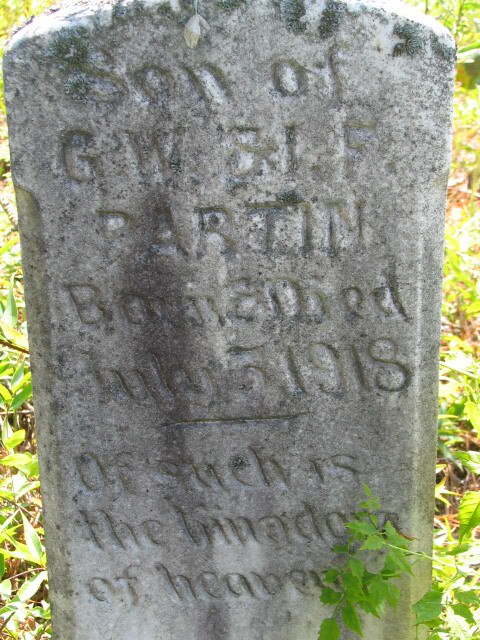 Son of
G.W. & I. F.
PARTIN
Born & Died
July 5 1918
Of such is
the kingdom
of heaven